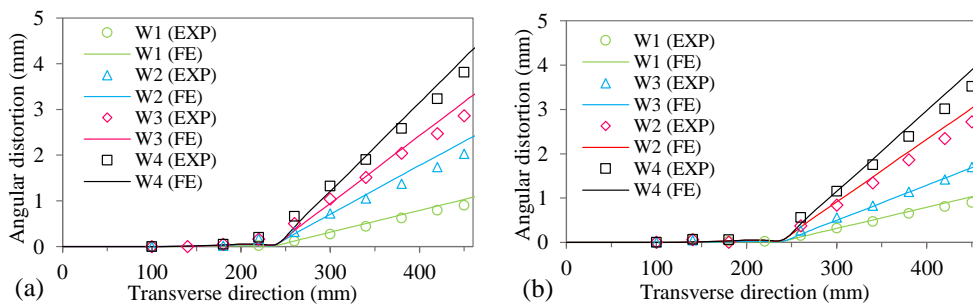 Angular distortion (mm)
5
4
3
2
1
0
W1 (EXP)
W1 (FE)
W2 (EXP)
W2 (FE)
W3 (EXP)
W3 (FE)
W4 (EXP)
W4 (FE)
0 100 200 300 400
Transverse direction (mm)
(a)
Angular distortion (mm)
5
4
3
2
1
0
W1 (EXP)
W1 (FE)
W3 (EXP)
W3 (FE)
W2 (EXP)
W2 (FE)
W4 (EXP)
W4 (FE)
0 100 200 300 400
Transverse direction (mm)
(b)